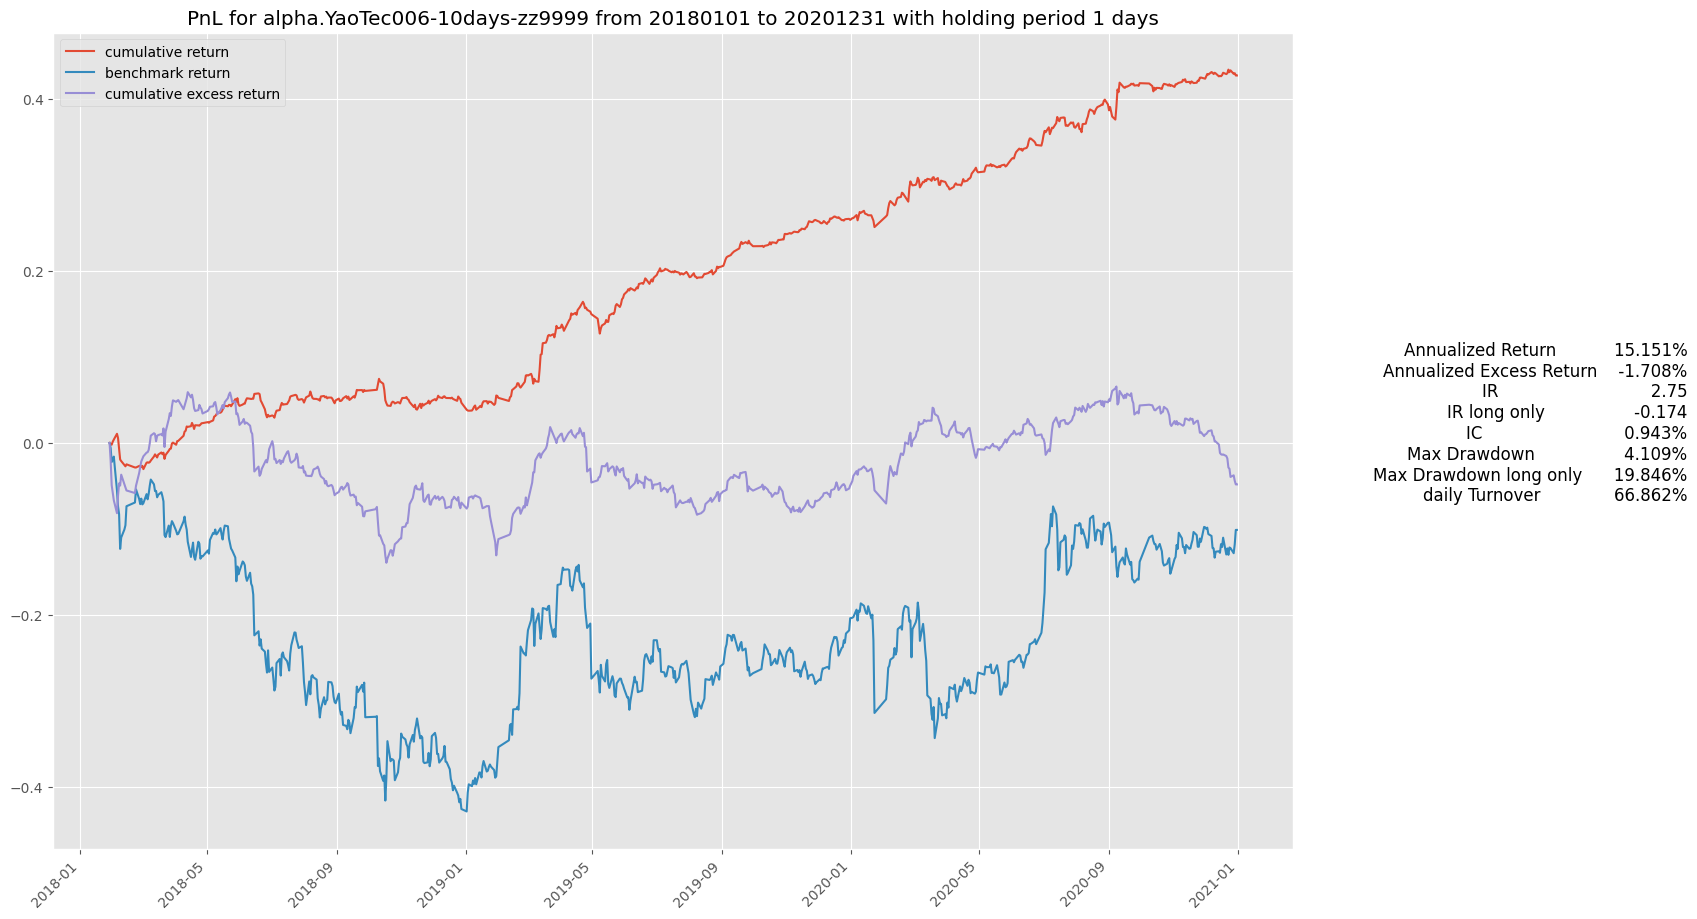 PnL for alpha.YaoTec006-10days-zz9999 from 20180101 to 20201231 with holding period 1 days
cumulative return
benchmark return
cumulative excess return
0.4
0.2
0.0
−0.2
−0.4
2018-01
2018-05
2018-09
2019-01
2019-05
2019-09
2020-01
2020-05
2020-09
2021-01
Annualized Return 15.151%
Annualized Excess Return -1.708%
IR 2.75
IR long only -0.174
IC 0.943%
Max Drawdown 4.109%
Max Drawdown long only 19.846%
daily Turnover 66.862%